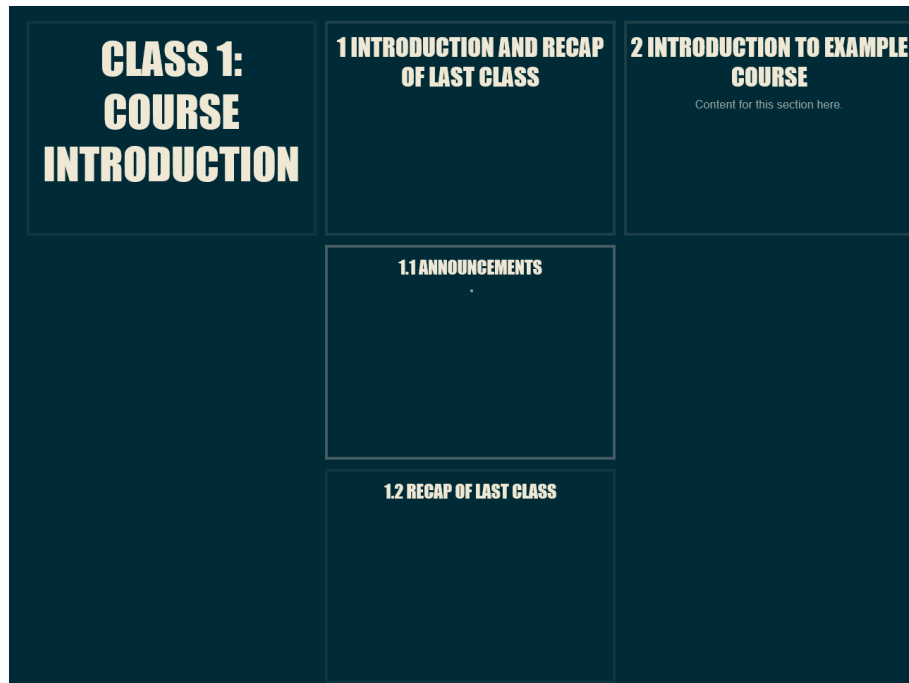 CLASS 1:
COURSE
INTRODUCTION
1 INTRODUCTION AND RECAP
OF LAST CLASS
1.1 ANNOUNCEMENTS
1.2 RECAP OF LAST CLASS
2 INTRODUCTION TO EXAMPLE
COURSE
Content for this section here.